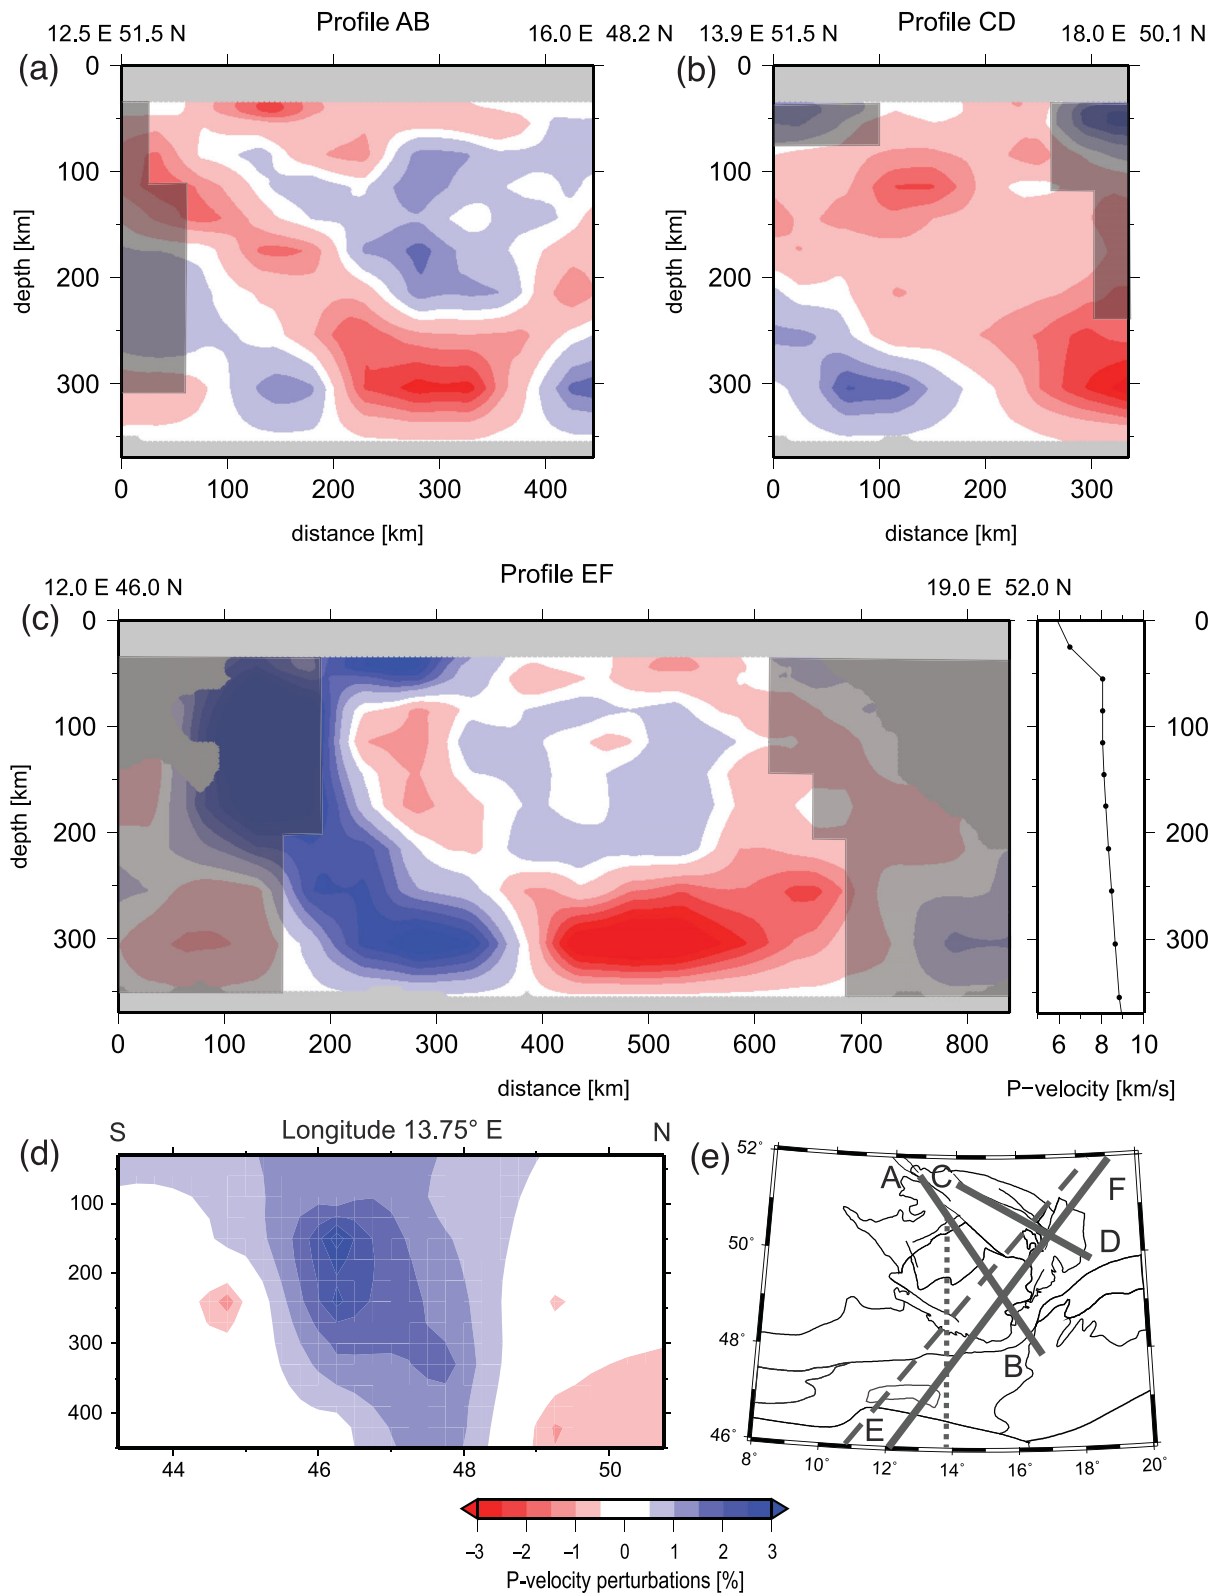 Profile AB
12.5 E 51.5 N
16.0 E 48.2 N
(a)
0
100
200
300
depth [km]
0 100 200 300 400
distance [km]
Profile CD
13.9 E 51.5 N
18.0 E 50.1 N
(b)
0
100
200
300
depth [km]
0 100 200 300
distance [km]
Profile EF
12.0 E 46.0 N
19.0 E 52.0 N
(c)
0
100
200
300
depth [km]
0 100 200 300 400 500 600 700 800
distance [km]
0
100
200
300
6 8 10
P−velocity [km/s]
(d)
S Longitude 13.75° E N
100
200
300
400
44 46 48 50
(e)
52°
50°
48°
46°
8° 10° 12° 14° 16° 18° 20°
A
C
F
D
B
E
−3 −2 −1 0 1 2 3
P-velocity perturbations [%]